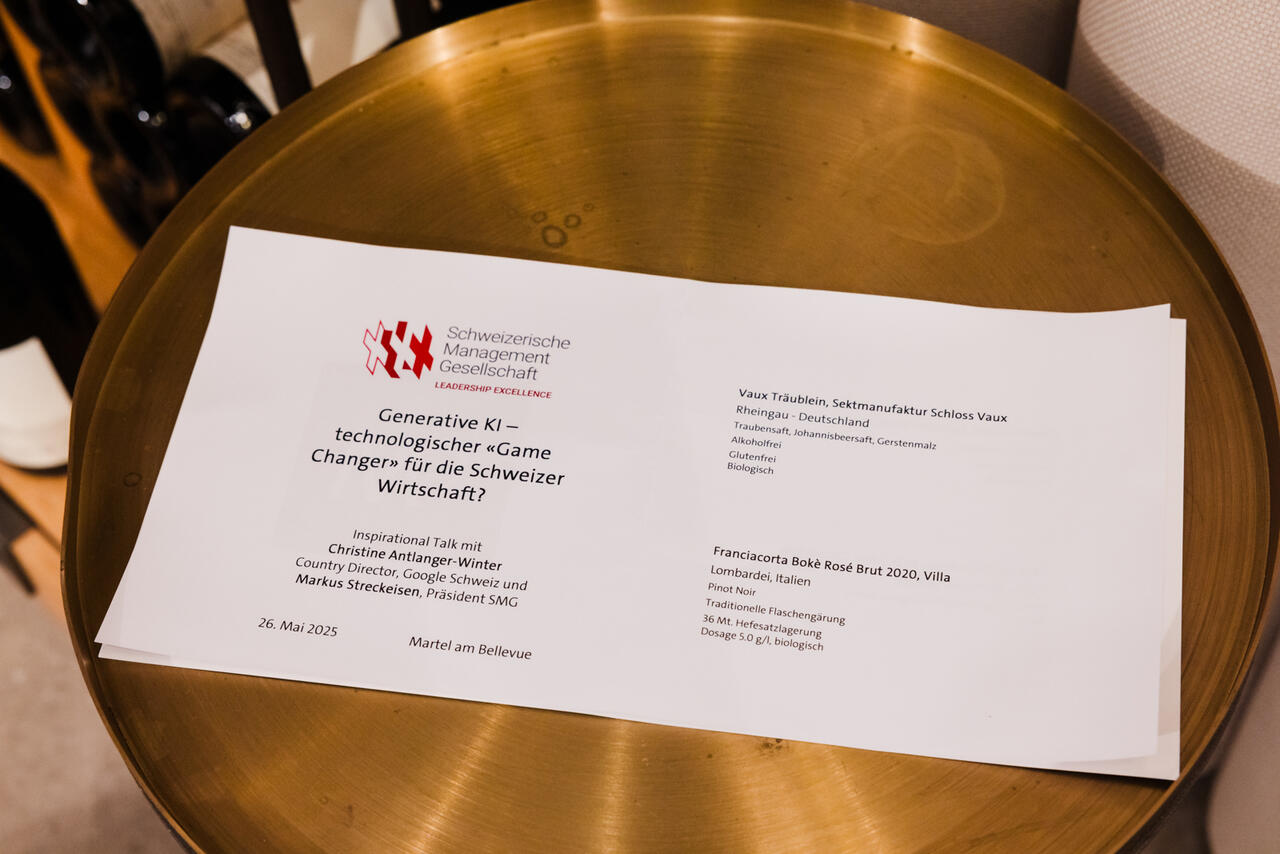 Schweizerische
Management
Gesellschaft
LEADERSHIP EXCELLENCE
Generative KI –
technologischer «Game
Changer» für die Schweizer
Wirtschaft?
Inspirational Talk mit
Christine Antlanger-Winter
Country Director, Google Schweiz und
Markus Streckeisen, Präsident SMG
26. Mai 2025
Martel am Bellevue
Vaux Träublein, Sektmanufaktur Schloss Vaux
Rheingau - Deutschland
Traubensaft, Johannisbeersaft, Gerstenmalz
Alkoholfrei
Glutenfrei
Biologisch
Franciacorta Bokè Rosé Brut 2020, Villa
Lombardei, Italien
Pinot Noir
Traditionelle Flaschengärung
36 Mt. Hefesatzlagerung
Dosage 5.0 g/l, biologisch